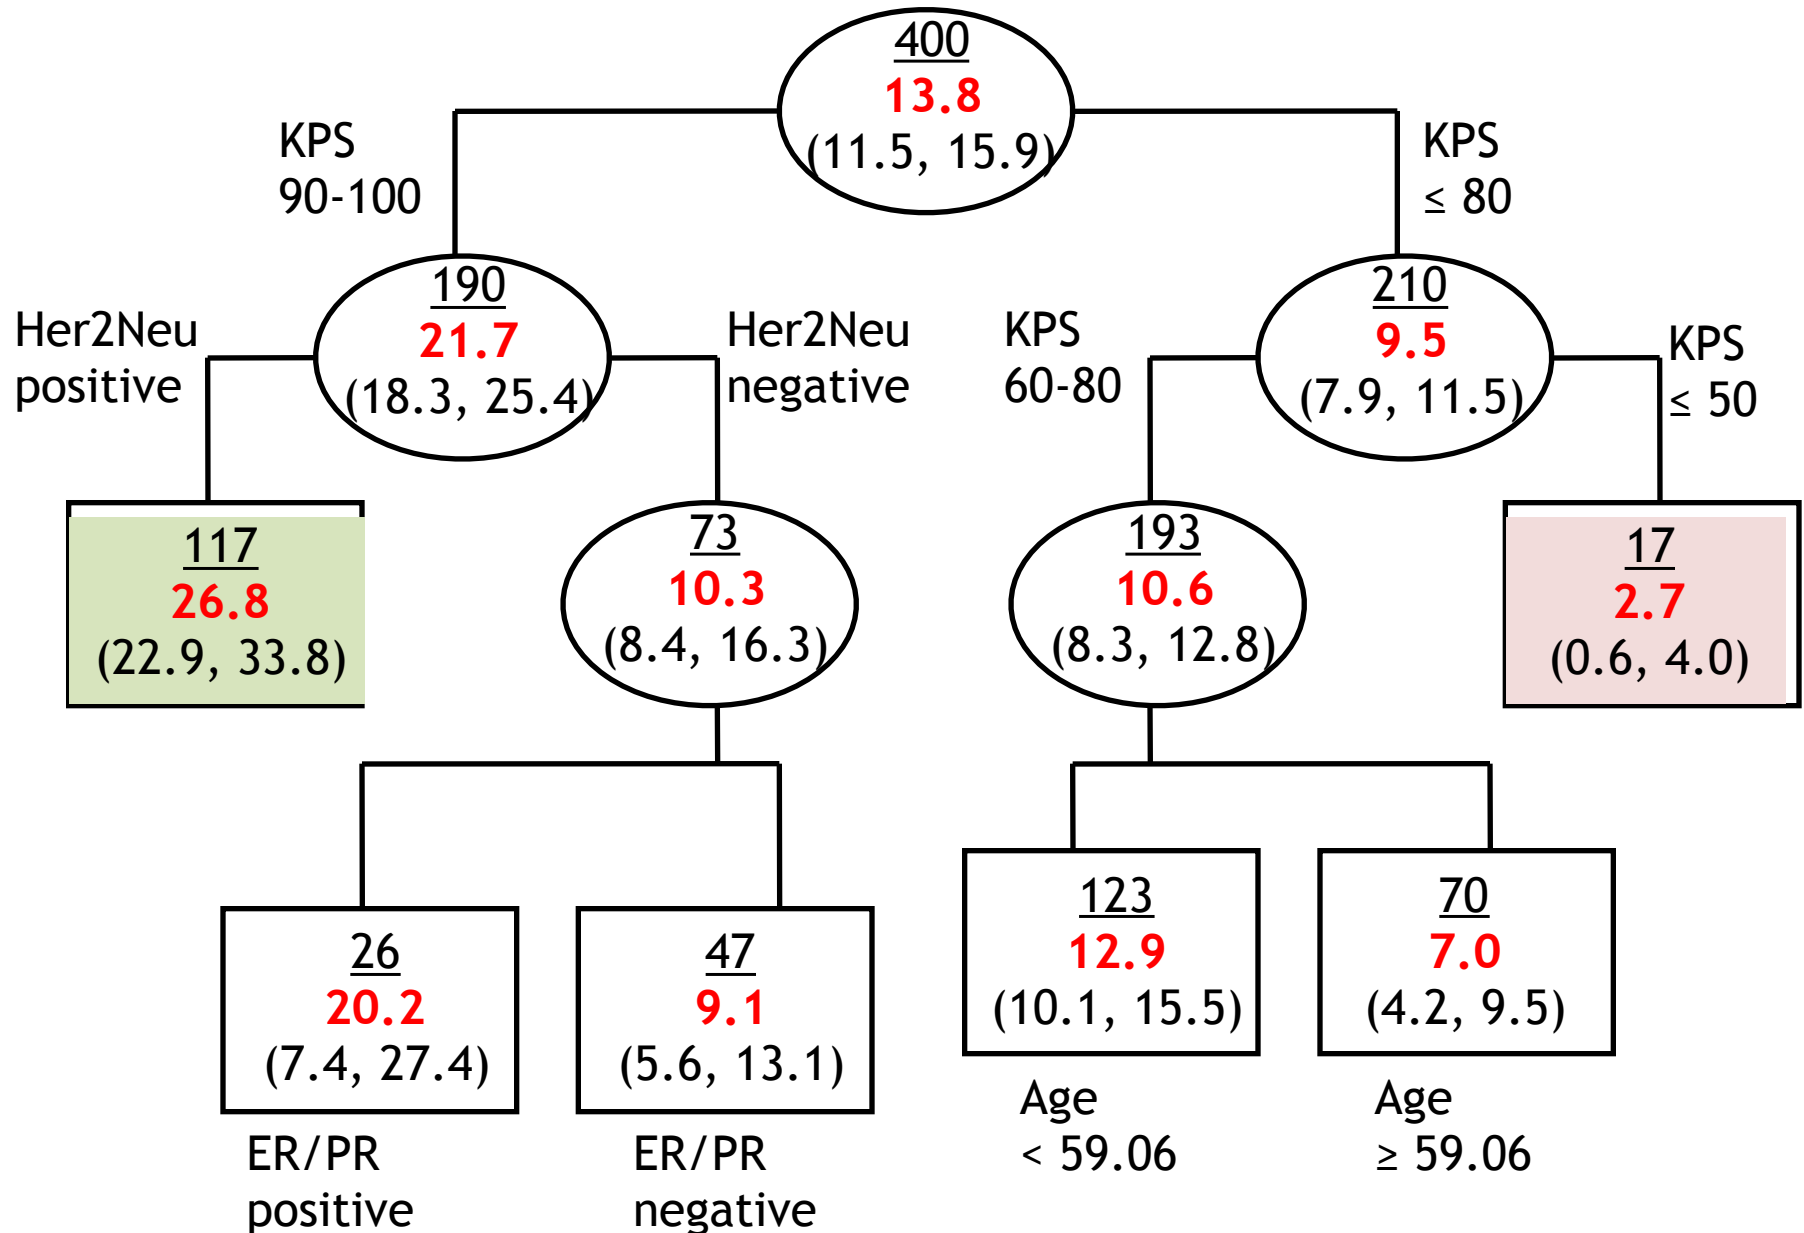 400
13.8
(11.5, 15.9)
KPS
90-100
KPS
≤ 80
190
21.7
(18.3, 25.4)
210
9.5
(7.9, 11.5)
Her2Neu
positive
Her2Neu
negative
KPS
60-80
KPS
≤ 50
117
26.8
(22.9, 33.8)
73
10.3
(8.4, 16.3)
193
10.6
(8.3, 12.8)
17
2.7
(0.6, 4.0)
26
20.2
(7.4, 27.4)
47
9.1
(5.6, 13.1)
123
12.9
(10.1, 15.5)
70
7.0
(4.2, 9.5)
ER/PR
positive
ER/PR
negative
Age
< 59.06
Age
≥ 59.06